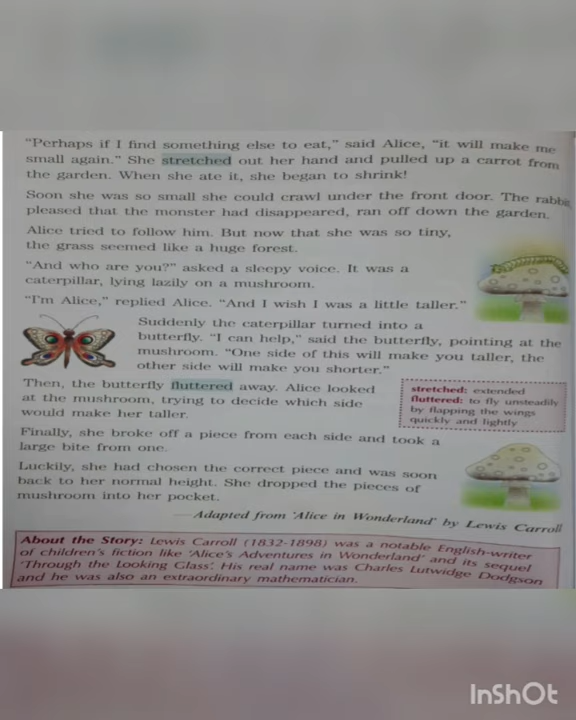 "Perhaps if I find something else to eat," said Alice, "it will make me
small again." She stretched out her hand and pulled up a carrot from
the garden. When she ate it, she began to shrink!
Soon she was so small she could crawl under the front door. The rabbit,
pleased that the monster had disappeared, ran off down the garden.
Alice tried to follow him. But now that she was so tiny,
the grass seemed like a huge forest.
"And who are you?" asked a sleepy voice. It was a
caterpillar, lying lazily on a mushroom.
"I'm Alice," replied Alice. "And I wish I was a little taller."
Suddenly the caterpillar turned into a
butterfly. "I can help," said the butterfly, pointing at the
mushroom. "One side of this will make you taller, the
other side will make you shorter."
Then, the butterfly fluttered away. Alice looked
at the mushroom, trying to decide which side
would make her taller.
stretched: extended
fluttered: to fly unsteadily
by flapping the wings
quickly and lightly
Finally, she broke off a piece from each side and took a
large bite from one.
Luckily, she had chosen the correct piece and was soon
back to her normal height. She dropped the pieces of
mushroom into her pocket.
—Adapted from 'Alice in Wonderland' by Lewis Carroll
About the Story: Lewis Carroll (1832-1898) was a notable English-writer
of children's fiction like 'Alice's Adventures in Wonderland' and its sequel
'Through the Looking Glass'. His real name was Charles Lutwidge Dodgson
and he was also an extraordinary mathematician.
InShOt